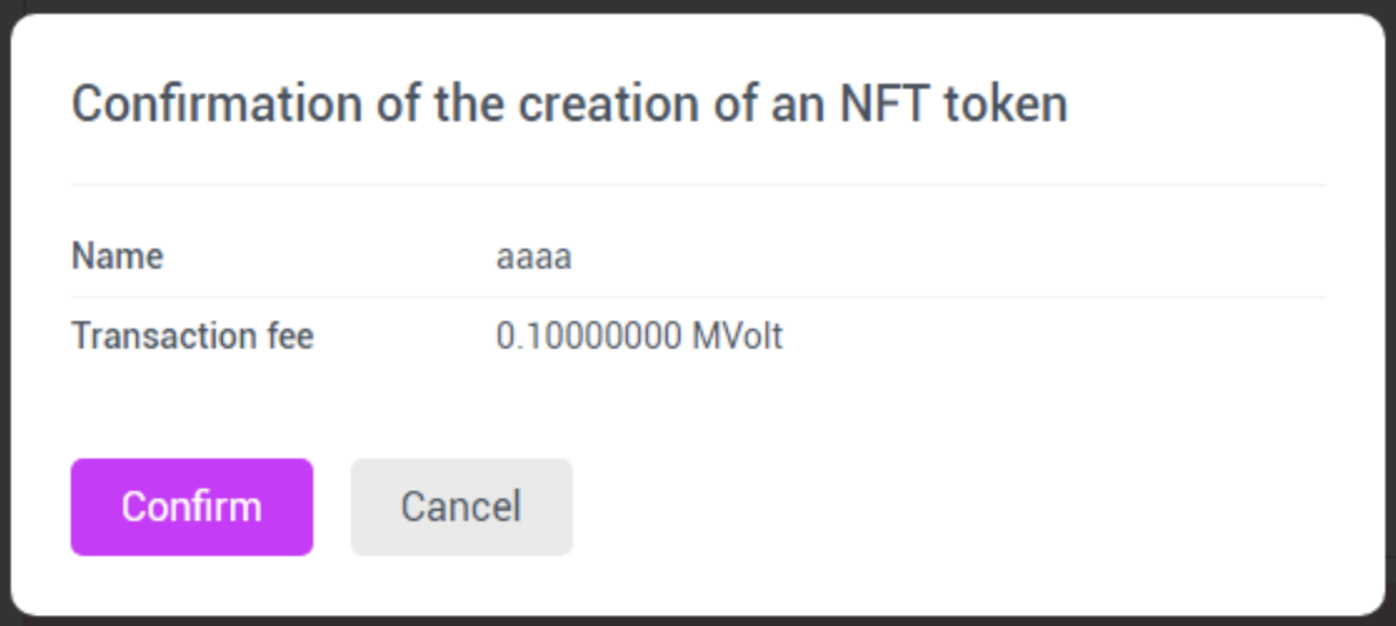 Confirmation of the creation of an NFT token
Name aaaa
Transaction fee 0.10000000 MVolt
Confirm Cancel